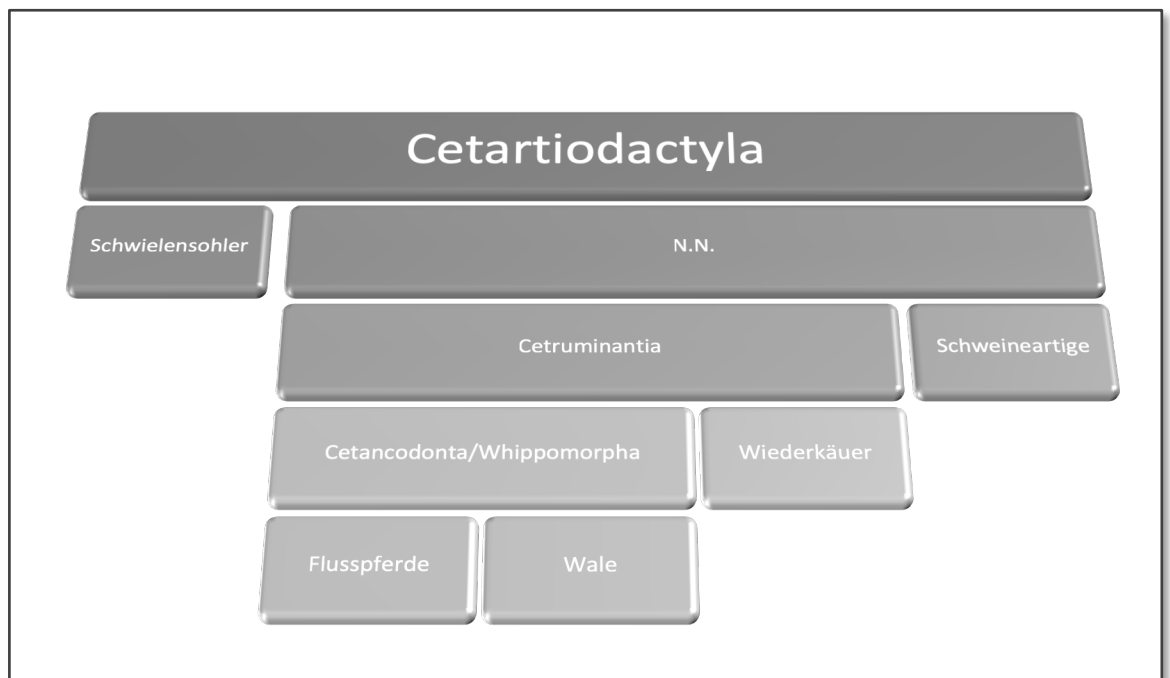 Cetartiodactyla
Schwielensohler
N.N.
Cetruminantia
Schweineartige
Cetancodonta/Whippomorpha
Wiederkäuer
Flusspferde
Wale